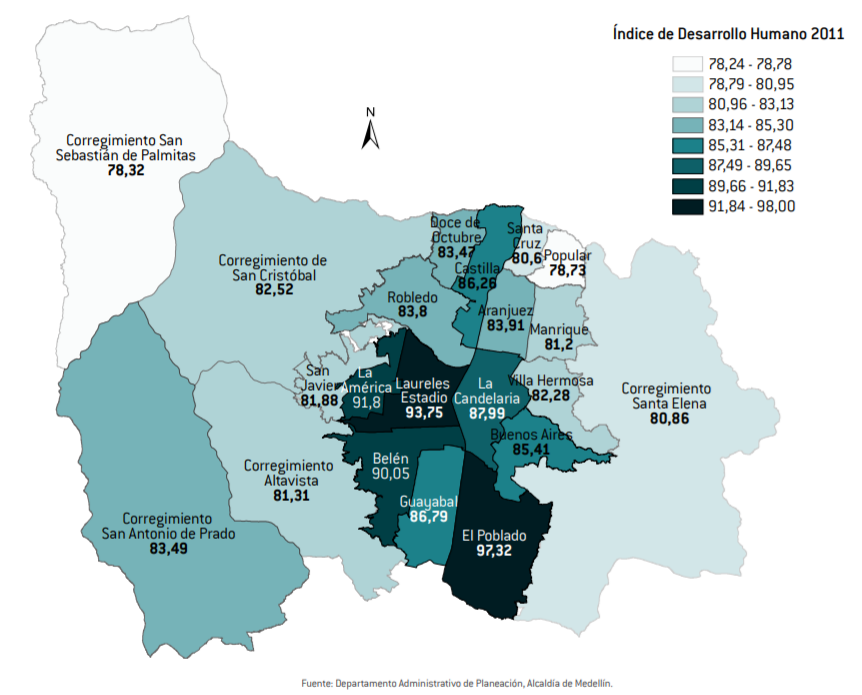 Índice de Desarrollo Humano 2011
78,24 - 78,78
78,79 - 80,95
80,96 - 83,13
83,14 - 85,30
85,31 - 87,48
87,49 - 89,65
89,66 - 91,83
91,84 - 98,00
N
Corregimiento San
Sebastián de Palmitas
78,32
Corregimiento de
San Cristóbal
82,52
Doce de
Octubre
83,47
Castilla
86,26
Santa
Cruz
80,6
Popular
78,73
Robledo
83,8
Aranjuez
83,91
Manrique
81,2
San
Javier
81,88
La
América
91,8
Laureles
Estadio
93,75
La
Candelaria
87,99
Villa Hermosa
82,28
Corregimiento
Santa Elena
80,86
Buenos Aires
85,41
Belén
90,05
Corregimiento
Altavista
81,31
Guayabal
86,79
El Poblado
97,32
Corregimiento
San Antonio de Prado
83,49
Fuente: Departamento Administrativo de Planeación, Alcaldía de Medellín.